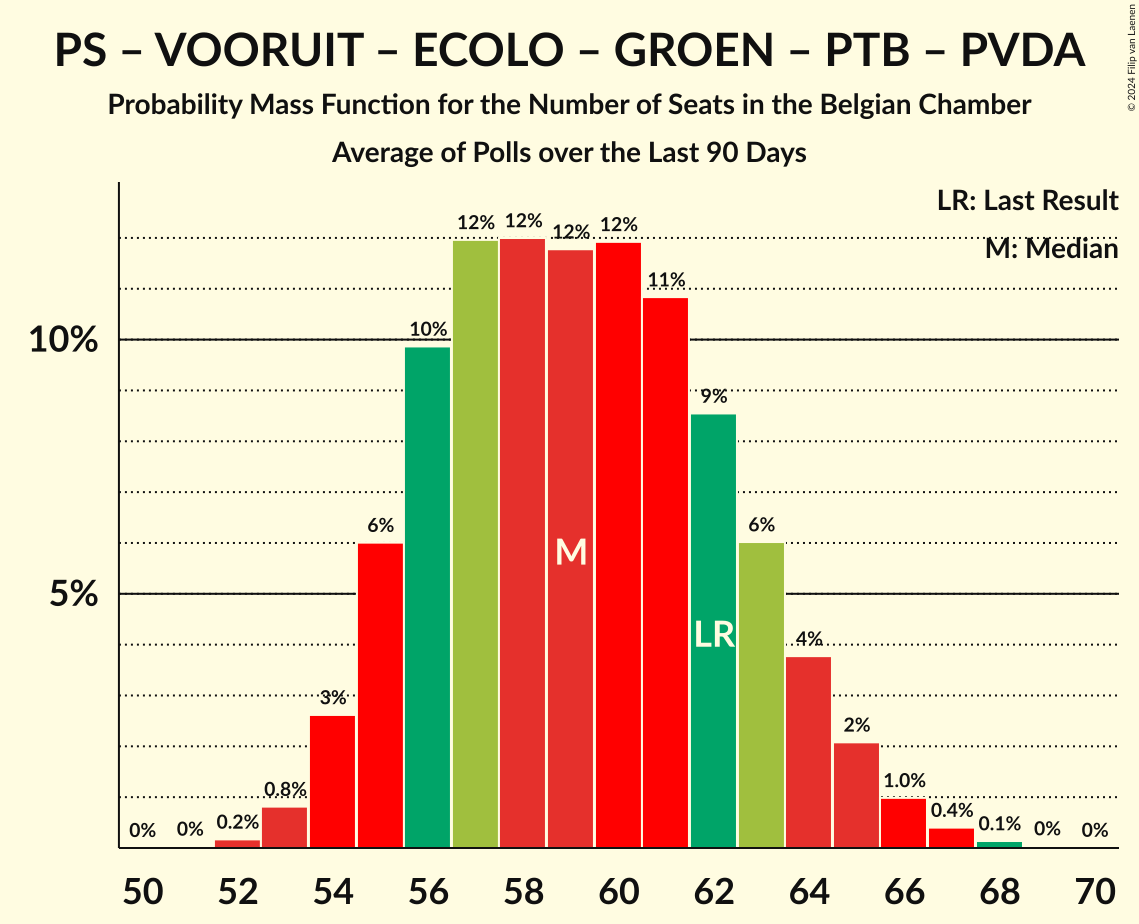 PS – VOORUIT – ECOLO – GROEN – PTB – PVDA
Probability Mass Function for the Number of Seats in the Belgian Chamber
Average of Polls over the Last 90 Days
© 2024 Filip van Laenen
LR: Last Result
M: Median
10%
5%
0%
0%
0.2%
0.8%
3%
6%
10%
12%
12%
12%
12%
11%
9%
6%
4%
2%
1.0%
0.4%
0.1%
0%
0%
M
LR
50 52 54 56 58 60 62 64 66 68 70